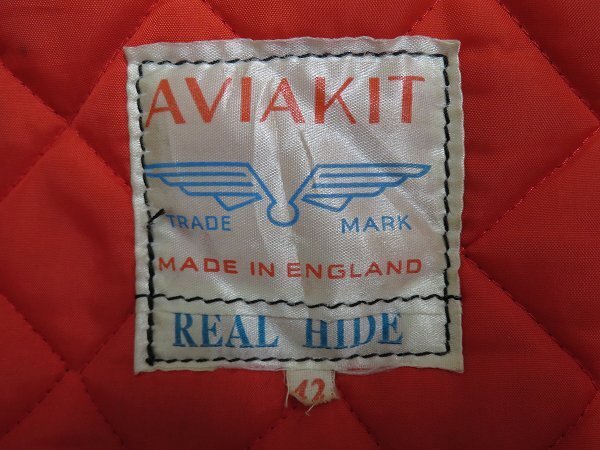 AVIAKIT
TRADE MARK
MADE IN ENGLAND
REAL HIDE
42